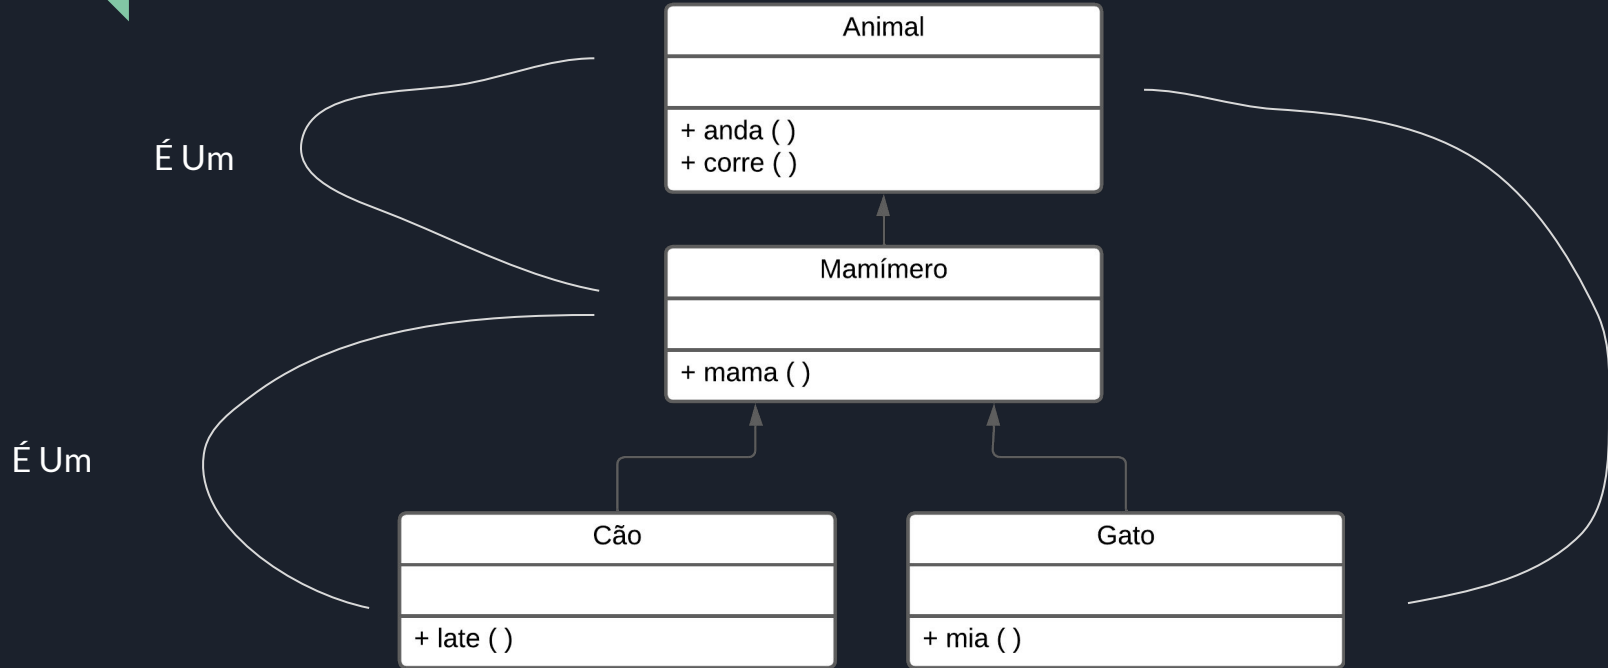 Animal
+ anda ( )
+ corre ( )
É Um
Mamímero
+ mama ( )
É Um
Cão
+ late ( )
Gato
+ mia ( )